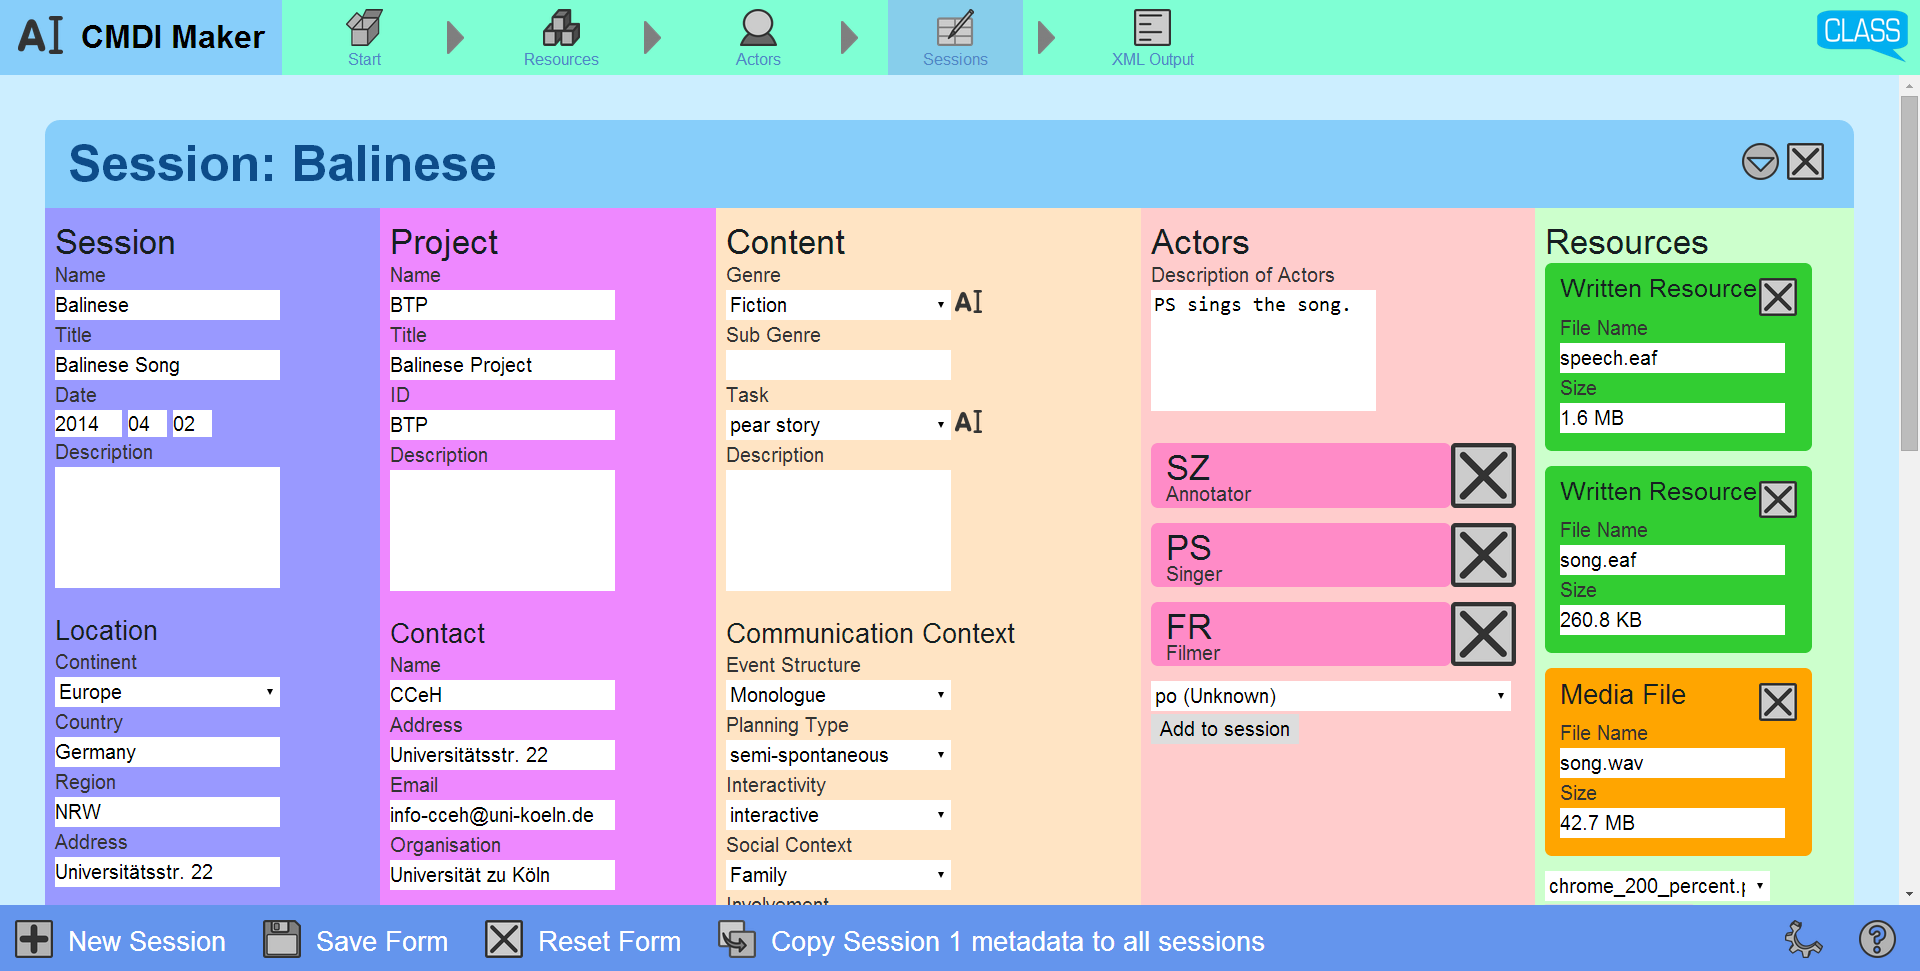 AI CMDI Maker
Start
Resources
Actors
Sessions
XML Output
CLASS
Session: Balinese
Session
Name
Balinese
Title
Balinese Song
Date
2014 04 02
Description
Location
Continent
Europe
Country
Germany
Region
NRW
Address
Universitätsstr. 22
Project
Name
BTP
Title
Balinese Project
ID
BTP
Description
Contact
Name
CCeH
Address
Universitätsstr. 22
Email
info-cceh@uni-koeln.de
Organisation
Universität zu Köln
Content
Genre
Fiction AI
Sub Genre
Task
pear story AI
Description
Communication Context
Event Structure
Monologue
Planning Type
semi-spontaneous
Interactivity
interactive
Social Context
Family
Involvement
Actors
Description of Actors
PS sings the song.
SZ
Annotator
PS
Singer
FR
Filmer
po (Unknown)
Add to session
Resources
Written Resource
File Name
speech.eaf
Size
1.6 MB
Written Resource
File Name
song.eaf
Size
260.8 KB
Media File
File Name
song.wav
Size
42.7 MB
chrome_200_percent.p
New Session
Save Form
Reset Form
Copy Session 1 metadata to all sessions
?